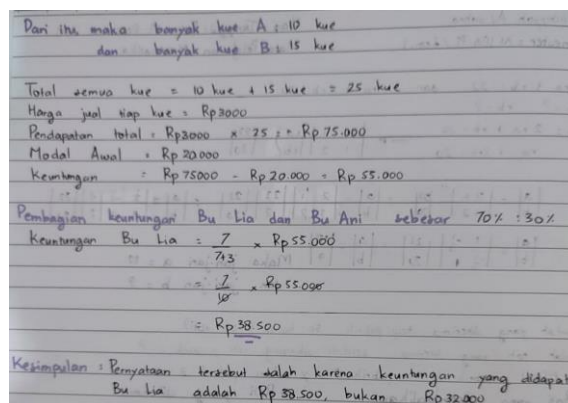 Dari itu maka banyak kue A : 10 kue
dan banyak kue B : 15 kue
Total semua kue = 10 kue + 15 kue = 25 kue
Harga jual tiap kue = Rp3000
Pendapatan total = Rp3000 x 25 = Rp 75.000
Modal Awal = Rp 20.000
Keuntungan = Rp 75000 - Rp 20.000 = Rp 55.000
Pembagian keuntungan Bu Lia dan Bu Ani sebesar 70% : 30%
Keuntungan Bu Lia = 7/7+3 x Rp 55.000
= 7/10 x Rp 55.000
= Rp 38.500
Kesimpulan : Pernyataan tersebut salah karena keuntungan yang didapat
Bu Lia adalah Rp 38.500, bukan Rp 32.000